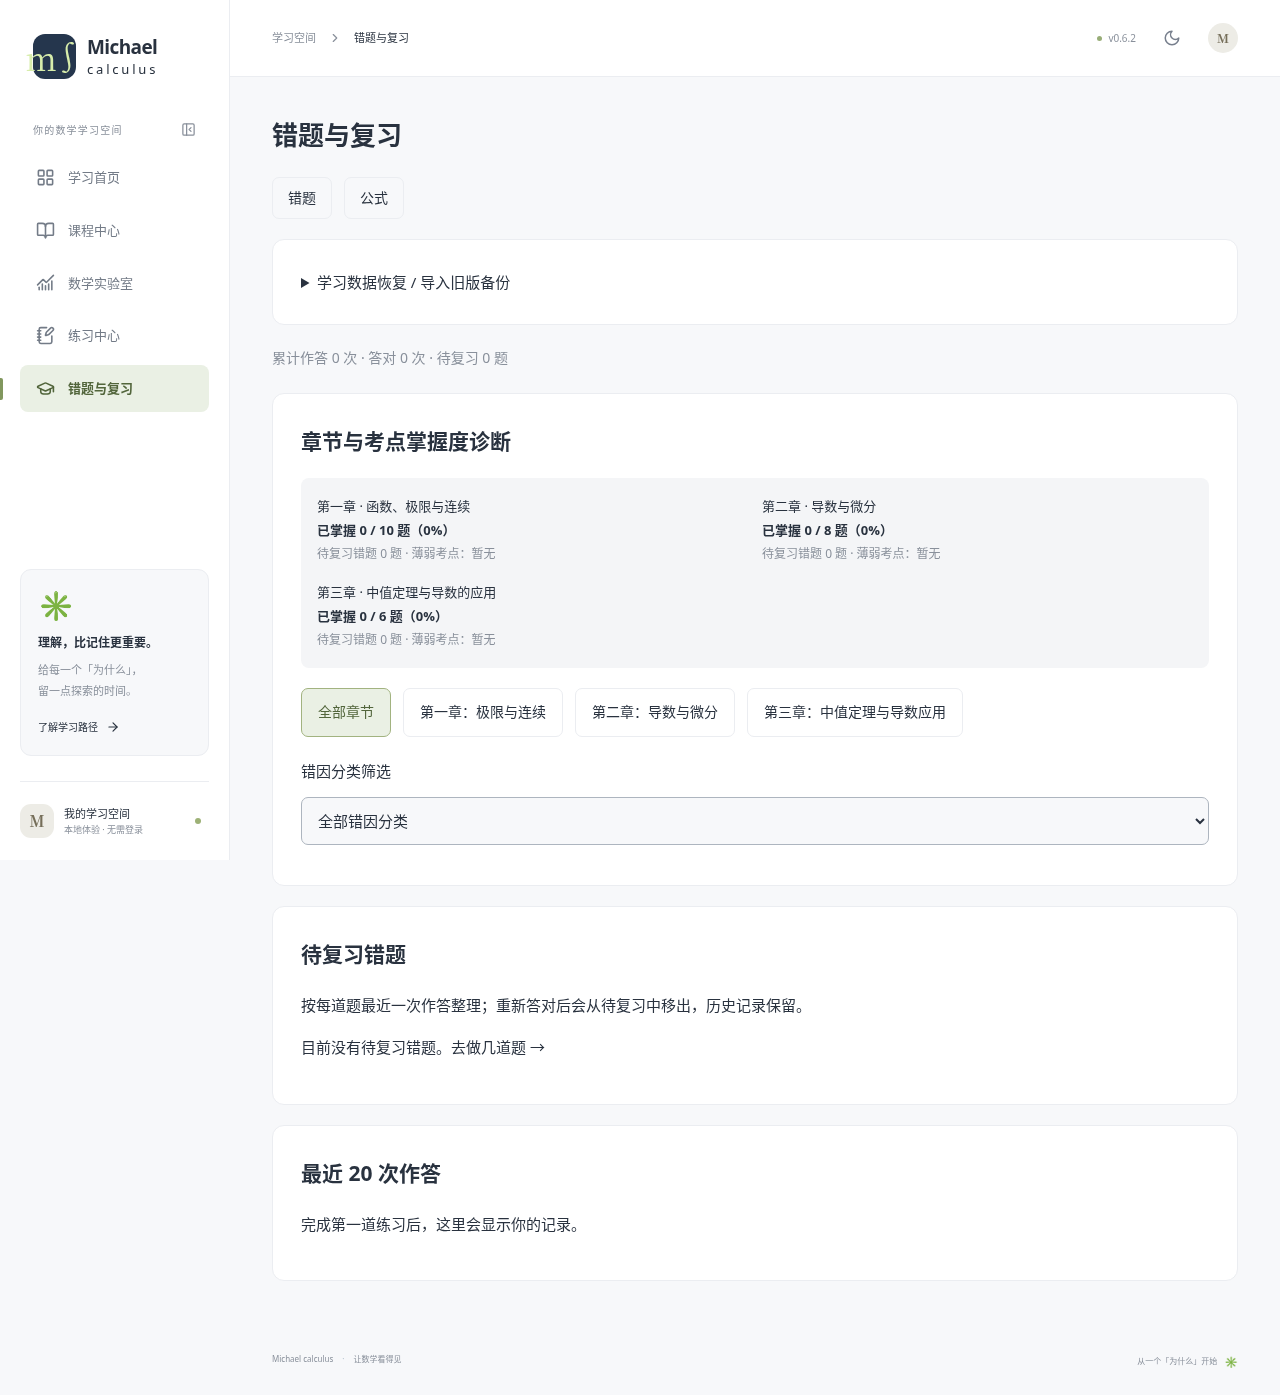 m ∫
Michael
calculus
你的数学学习空间
学习首页
课程中心
数学实验室
练习中心
错题与复习
理解，比记住更重要。
给每一个「为什么」，
留一点探索的时间。
了解学习路径
M
我的学习空间
本地体验 · 无需登录
学习空间
错题与复习
v0.6.2
M
错题与复习
错题
公式
学习数据恢复 / 导入旧版备份
累计作答 0 次 · 答对 0 次 · 待复习 0 题
章节与考点掌握度诊断
第一章 · 函数、极限与连续
已掌握 0 / 10 题（0%）
待复习错题 0 题 · 薄弱考点：暂无
第二章 · 导数与微分
已掌握 0 / 8 题（0%）
待复习错题 0 题 · 薄弱考点：暂无
第三章 · 中值定理与导数的应用
已掌握 0 / 6 题（0%）
待复习错题 0 题 · 薄弱考点：暂无
全部章节
第一章：极限与连续
第二章：导数与微分
第三章：中值定理与导数应用
错因分类筛选
全部错因分类
待复习错题
按每道题最近一次作答整理；重新答对后会从待复习中移出，历史记录保留。
目前没有待复习错题。去做几道题 →
最近 20 次作答
完成第一道练习后，这里会显示你的记录。
Michael calculus · 让数学看得见
从一个「为什么」开始